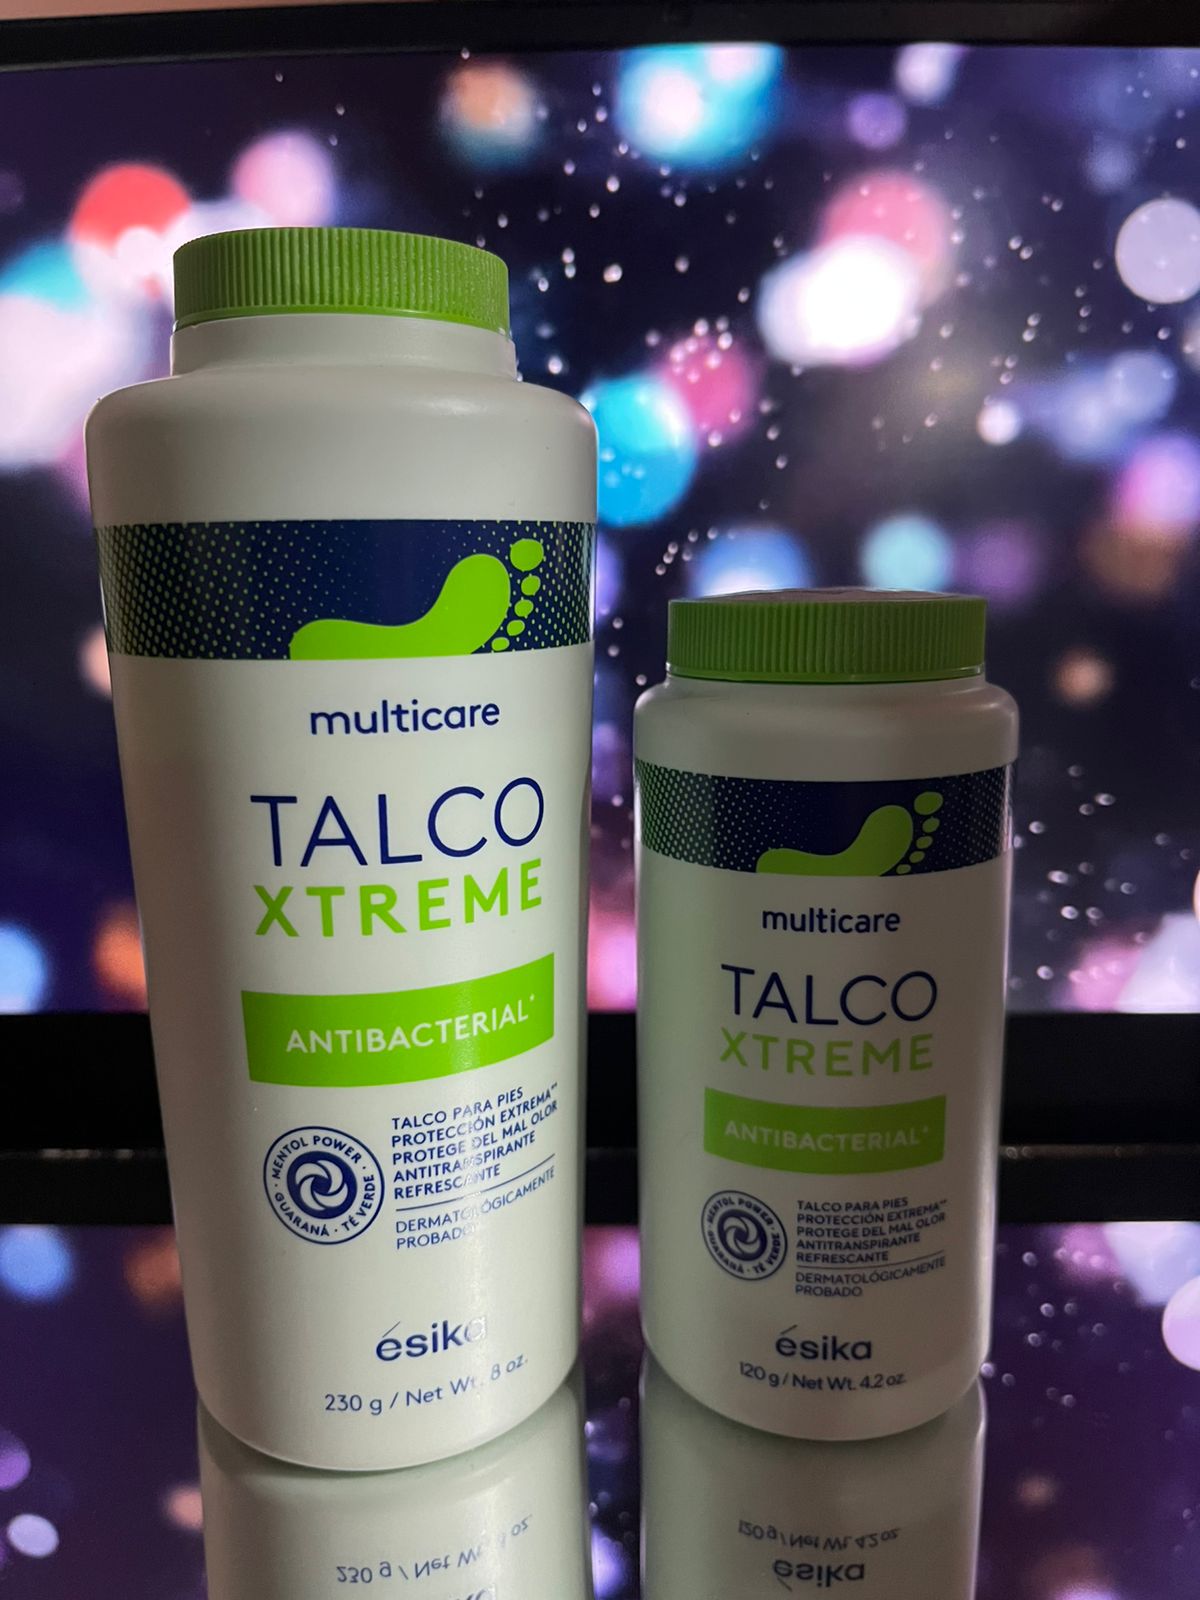 multicare
TALCO
XTREME
ANTIBACTERIAL*
MENTOL POWER · TÉ VERDE · GUARANÁ ·
TALCO PARA PIES
PROTECCIÓN EXTREMA**
PROTEGE DEL MAL OLOR
ANTITRANSPIRANTE
REFRESCANTE
DERMATOLÓGICAMENTE
PROBADO
ésika
230 g / Net Wt. 8 oz.
multicare
TALCO
XTREME
ANTIBACTERIAL*
MENTOL POWER · TÉ VERDE · GUARANÁ ·
TALCO PARA PIES
PROTECCIÓN EXTREMA**
PROTEGE DEL MAL OLOR
ANTITRANSPIRANTE
REFRESCANTE
DERMATOLÓGICAMENTE
PROBADO
ésika
120 g / Net Wt. 4.2 oz.